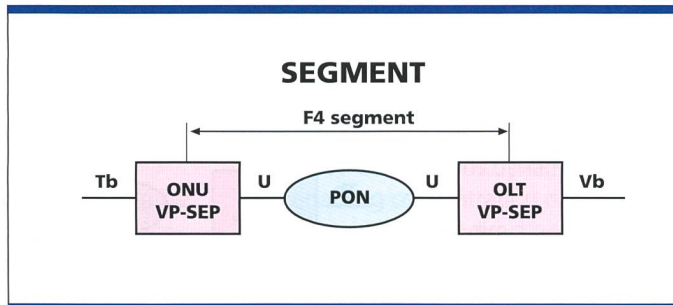 SEGMENT
F4 segment
Tb
ONU
VP-SEP
U
PON
U
OLT
VP-SEP
Vb